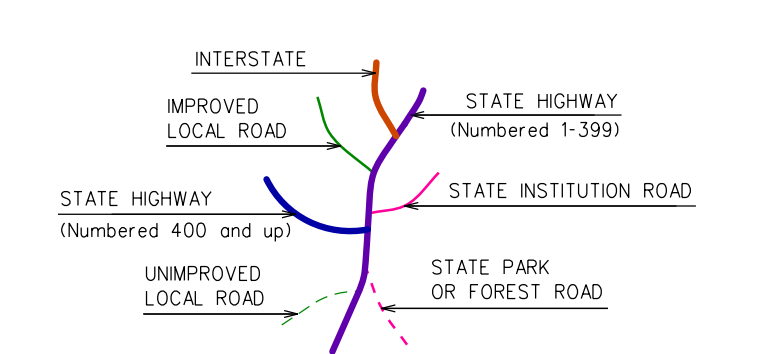 INTERSTATE
IMPROVED
LOCAL ROAD
STATE HIGHWAY
(Numbered 1-399)
STATE HIGHWAY
(Numbered 400 and up)
STATE INSTITUTION ROAD
UNIMPROVED
LOCAL ROAD
STATE PARK
OR FOREST ROAD